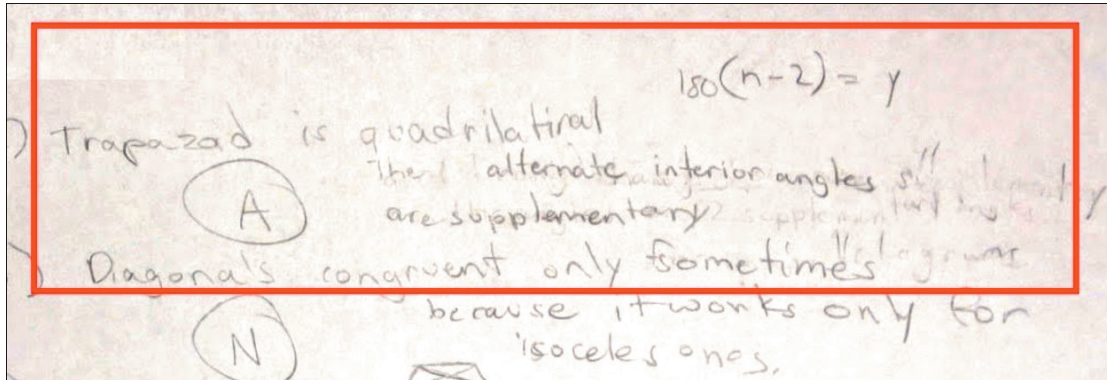 180(n-2) = y
) Trapazod is quadrilatiral
The alternate interior angles s"
A are supplementary
) Diagona's congruent only sometimes
because it works only for
N isoceles ones.